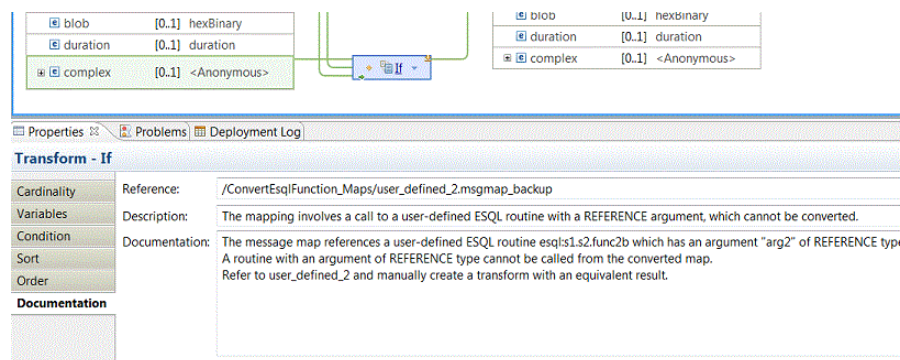 blob [0..1] hexBinary
duration [0..1] duration
complex [0..1] <Anonymous>
If
blob [0..1] hexBinary
duration [0..1] duration
complex [0..1] <Anonymous>
Properties Problems Deployment Log
Transform - If
Cardinality
Variables
Condition
Sort
Order
Documentation
Reference: /ConvertEsqlFunction_Maps/user_defined_2.msgmap_backup
Description: The mapping involves a call to a user-defined ESQL routine with a REFERENCE argument, which cannot be converted.
Documentation: The message map references a user-defined ESQL routine esql:s1.s2.func2b which has an argument "arg2" of REFERENCE type
A routine with an argument of REFERENCE type cannot be called from the converted map.
Refer to user_defined_2 and manually create a transform with an equivalent result.